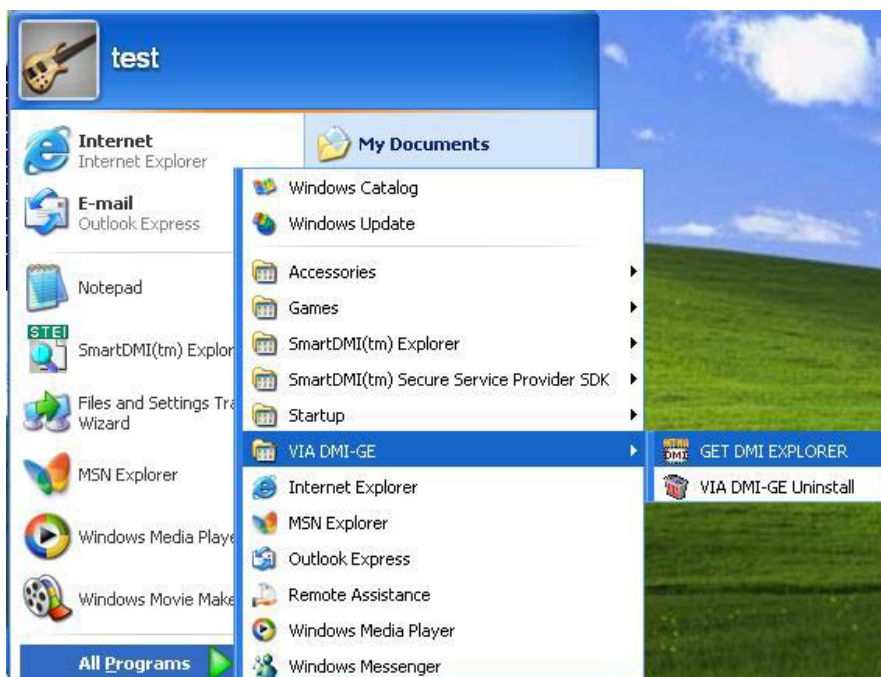 test
Internet
Internet Explorer
E-mail
Outlook Express
Notepad
STEI
SmartDMI(tm) Explor
Files and Settings Tra
Wizard
MSN Explorer
Windows Media Playe
Windows Movie Make
All Programs
My Documents
Windows Catalog
Windows Update
Accessories
Games
SmartDMI(tm) Explorer
SmartDMI(tm) Secure Service Provider SDK
Startup
VIA DMI-GE
Internet Explorer
MSN Explorer
Outlook Express
Remote Assistance
Windows Media Player
Windows Messenger
DMI
GET DMI EXPLORER
VIA DMI-GE Uninstall